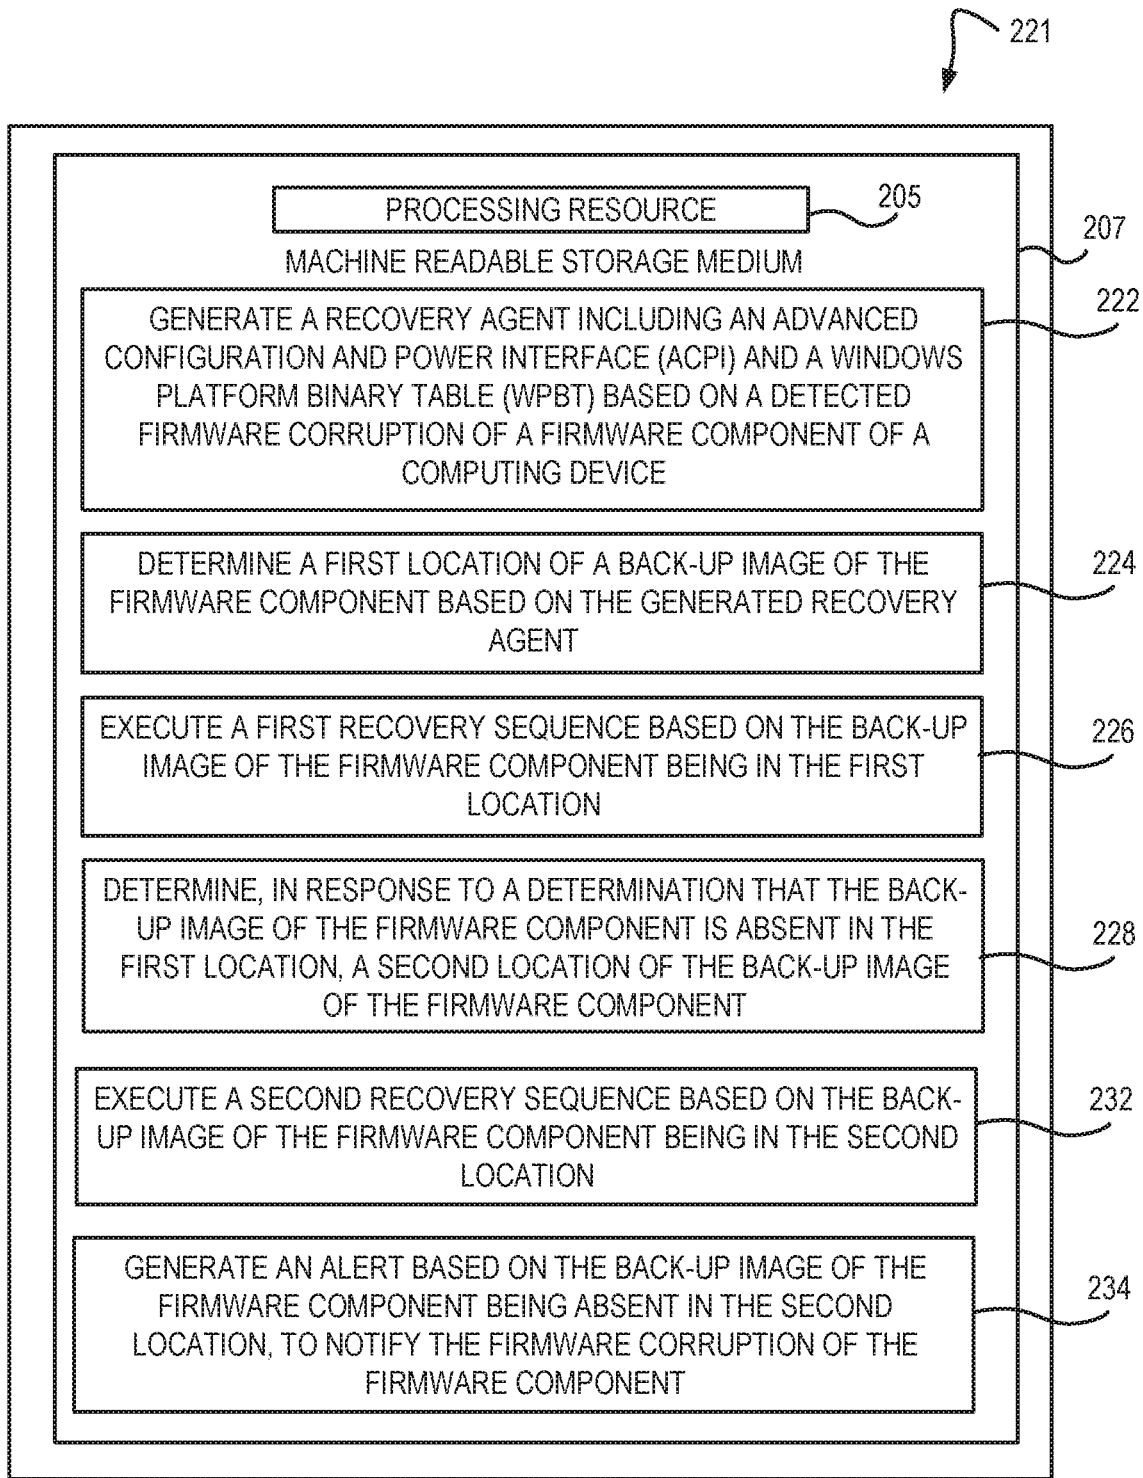 221
PROCESSING RESOURCE
205
207
MACHINE READABLE STORAGE MEDIUM
GENERATE A RECOVERY AGENT INCLUDING AN ADVANCED
CONFIGURATION AND POWER INTERFACE (ACPI) AND A WINDOWS
PLATFORM BINARY TABLE (WPBT) BASED ON A DETECTED
FIRMWARE CORRUPTION OF A FIRMWARE COMPONENT OF A
COMPUTING DEVICE
222
DETERMINE A FIRST LOCATION OF A BACK-UP IMAGE OF THE
FIRMWARE COMPONENT BASED ON THE GENERATED RECOVERY
AGENT
224
EXECUTE A FIRST RECOVERY SEQUENCE BASED ON THE BACK-UP
IMAGE OF THE FIRMWARE COMPONENT BEING IN THE FIRST
LOCATION
226
DETERMINE, IN RESPONSE TO A DETERMINATION THAT THE BACK-
UP IMAGE OF THE FIRMWARE COMPONENT IS ABSENT IN THE
FIRST LOCATION, A SECOND LOCATION OF THE BACK-UP IMAGE
OF THE FIRMWARE COMPONENT
228
EXECUTE A SECOND RECOVERY SEQUENCE BASED ON THE BACK-
UP IMAGE OF THE FIRMWARE COMPONENT BEING IN THE SECOND
LOCATION
232
GENERATE AN ALERT BASED ON THE BACK-UP IMAGE OF THE
FIRMWARE COMPONENT BEING ABSENT IN THE SECOND
LOCATION, TO NOTIFY THE FIRMWARE CORRUPTION OF THE
FIRMWARE COMPONENT
234